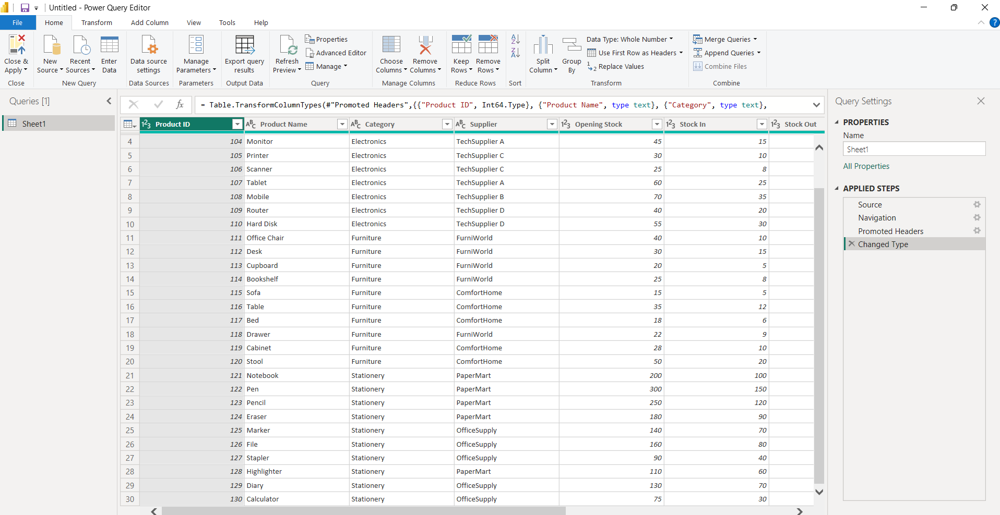 Untitled - Power Query Editor
File Home Transform Add Column View Tools Help
Close & Apply
New Source
Recent Sources
Enter Data
Data source settings
Manage Parameters
Export query results
Refresh Preview
Properties
Advanced Editor
Manage
Choose Columns
Remove Columns
Keep Rows
Remove Rows
Split Column
Group By
Data Type: Whole Number
Use First Row as Headers
Replace Values
Merge Queries
Append Queries
Combine Files
Close New Query Data Sources Parameters Output Data Query Manage Columns Reduce Rows Sort Transform Combine
Queries [1]
Sheet1
fx = Table.TransformColumnTypes(#"Promoted Headers",{{"Product ID", Int64.Type}, {"Product Name", type text}, {"Category", type text},
123 Product ID ABC Product Name ABC Category ABC Supplier 123 Opening Stock 123 Stock In 123 Stock Out
4 104 Monitor Electronics TechSupplier A 45 15
5 105 Printer Electronics TechSupplier C 30 10
6 106 Scanner Electronics TechSupplier C 25 8
7 107 Tablet Electronics TechSupplier A 60 25
8 108 Mobile Electronics TechSupplier B 70 35
9 109 Router Electronics TechSupplier D 40 20
10 110 Hard Disk Electronics TechSupplier D 55 30
11 111 Office Chair Furniture FurniWorld 40 10
12 112 Desk Furniture FurniWorld 30 15
13 113 Cupboard Furniture FurniWorld 20 5
14 114 Bookshelf Furniture FurniWorld 25 8
15 115 Sofa Furniture ComfortHome 15 5
16 116 Table Furniture ComfortHome 35 12
17 117 Bed Furniture ComfortHome 18 6
18 118 Drawer Furniture FurniWorld 22 9
19 119 Cabinet Furniture ComfortHome 28 10
20 120 Stool Furniture ComfortHome 50 20
21 121 Notebook Stationery PaperMart 200 100
22 122 Pen Stationery PaperMart 300 150
23 123 Pencil Stationery PaperMart 250 120
24 124 Eraser Stationery PaperMart 180 90
25 125 Marker Stationery OfficeSupply 140 70
26 126 File Stationery OfficeSupply 160 80
27 127 Stapler Stationery OfficeSupply 90 40
28 128 Highlighter Stationery PaperMart 110 60
29 129 Diary Stationery OfficeSupply 130 70
30 130 Calculator Stationery OfficeSupply 75 30
Query Settings
PROPERTIES
Name
Sheet1
All Properties
APPLIED STEPS
Source
Navigation
Promoted Headers
Changed Type